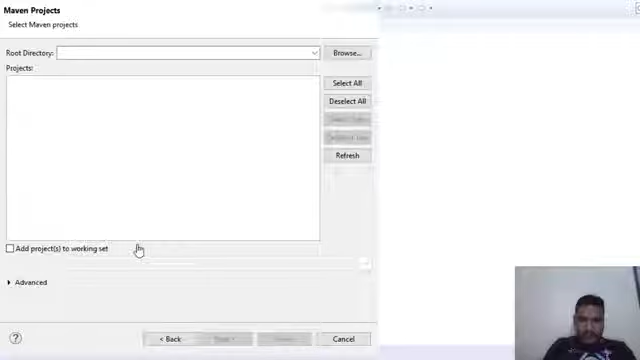 Maven Projects
Select Maven projects
Root Directory:
Browse...
Projects:
Select All
Deselect All
Refresh
Add project(s) to working set
Advanced
?
< Back
Cancel